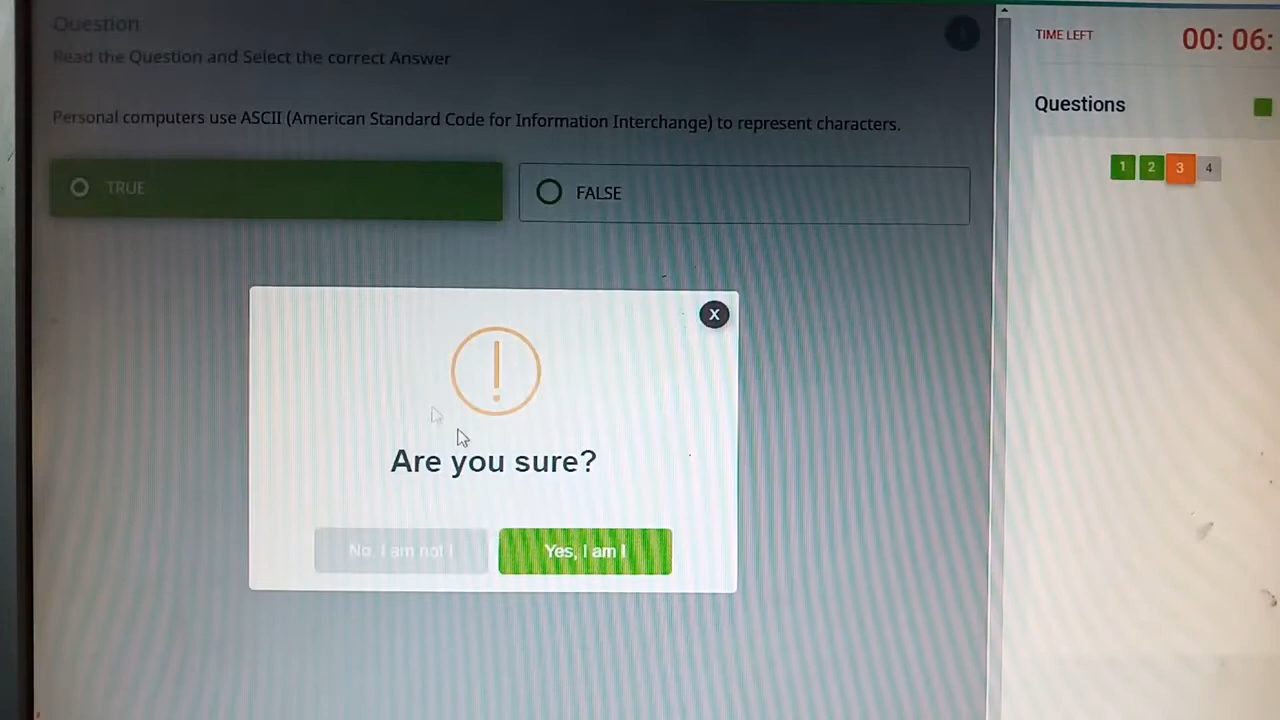 Question
Read the Question and Select the correct Answer
Personal computers use ASCII (American Standard Code for Information Interchange) to represent characters.
TRUE
FALSE
X
!
Are you sure?
No, I am not !
Yes, I am !
TIME LEFT
00: 06:
Questions
1 2 3 4